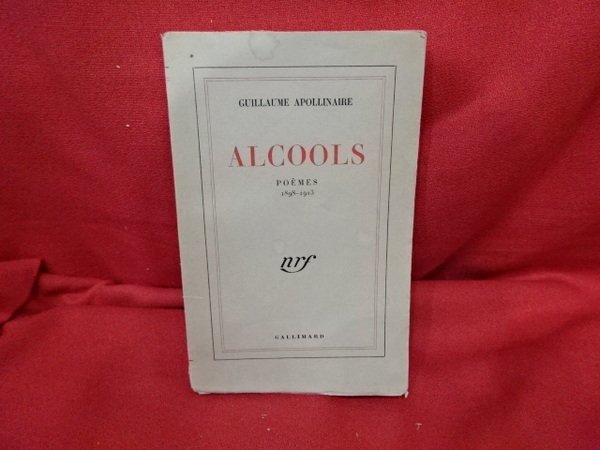 GUILLAUME APOLLINAIRE
ALCOOLS
POÈMES
1898-1913
nrf
GALLIMARD